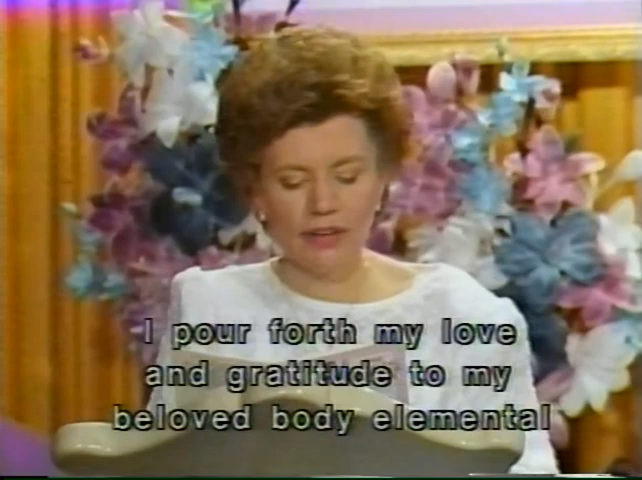 I pour forth my love
and gratitude to my
beloved body elemental